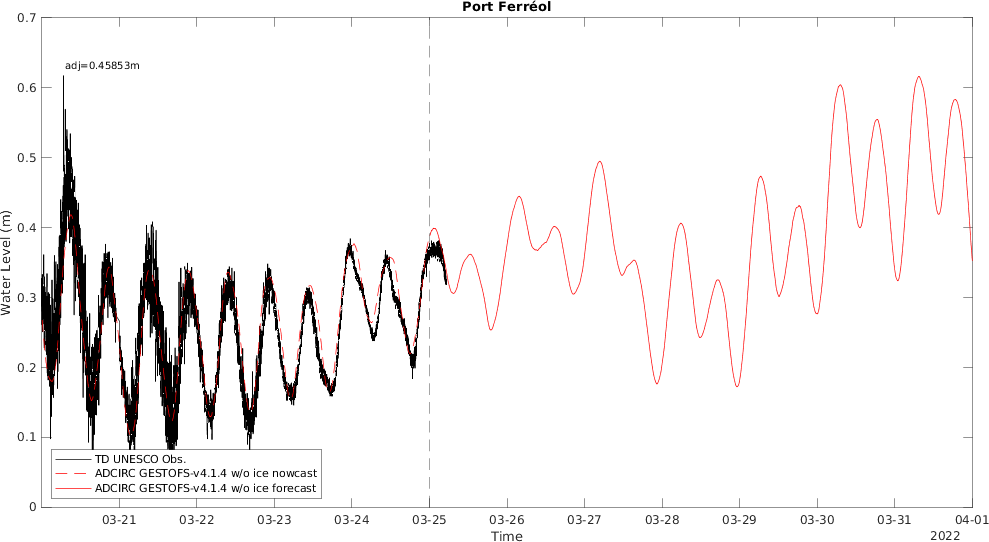 Port Ferréol
0.7
0.6
0.5
0.4
0.3
0.2
0.1
0
Water Level (m)
adj=0.45853m
TD UNESCO Obs.
ADCIRC GESTOFS-v4.1.4 w/o ice nowcast
ADCIRC GESTOFS-v4.1.4 w/o ice forecast
03-21 03-22 03-23 03-24 03-25 03-26 03-27 03-28 03-29 03-30 03-31 04-01
Time
2022